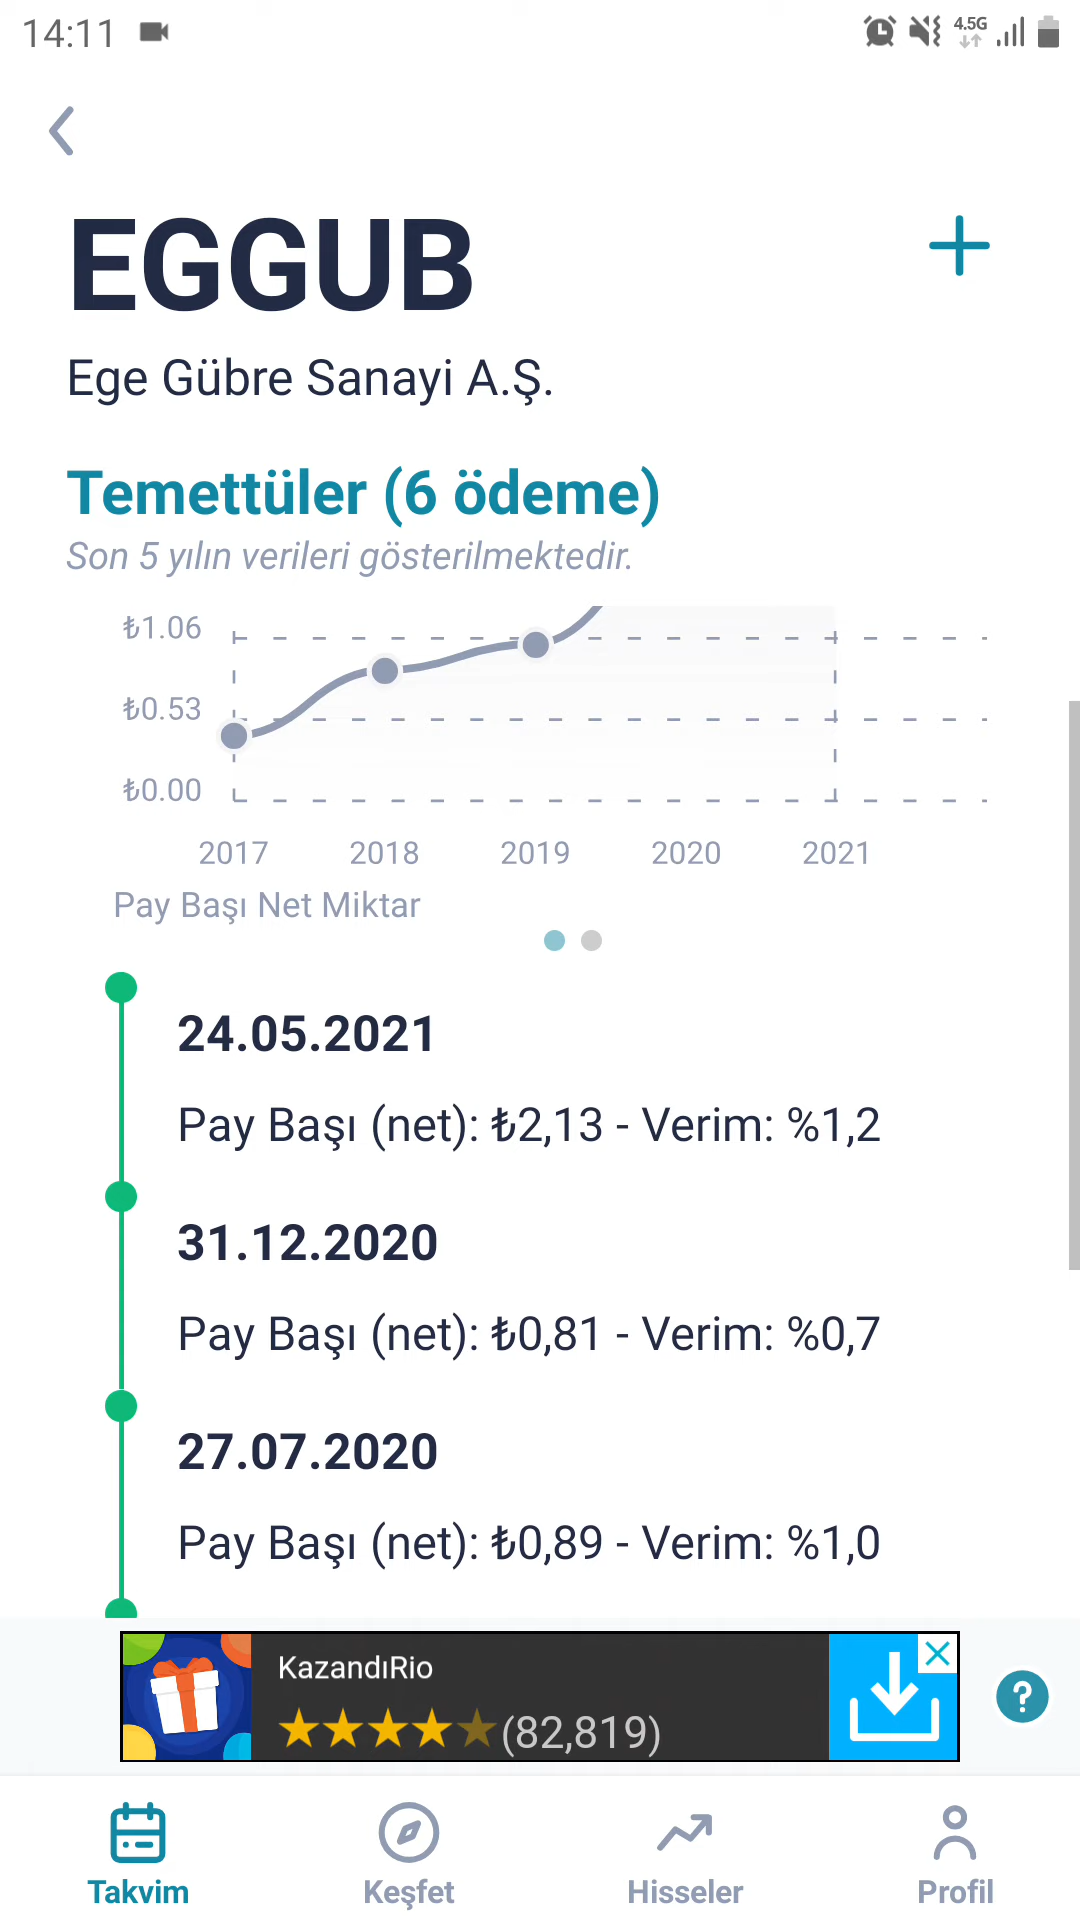 14:11
4.5G
EGGUB
Ege Gübre Sanayi A.Ş.
Temettüler (6 ödeme)
Son 5 yılın verileri gösterilmektedir.
₺1.06
₺0.53
₺0.00
2017 2018 2019 2020 2021
Pay Başı Net Miktar
24.05.2021
Pay Başı (net): ₺2,13 - Verim: %1,2
31.12.2020
Pay Başı (net): ₺0,81 - Verim: %0,7
27.07.2020
Pay Başı (net): ₺0,89 - Verim: %1,0
KazandıRio
(82,819)
?
Takvim Keşfet Hisseler Profil